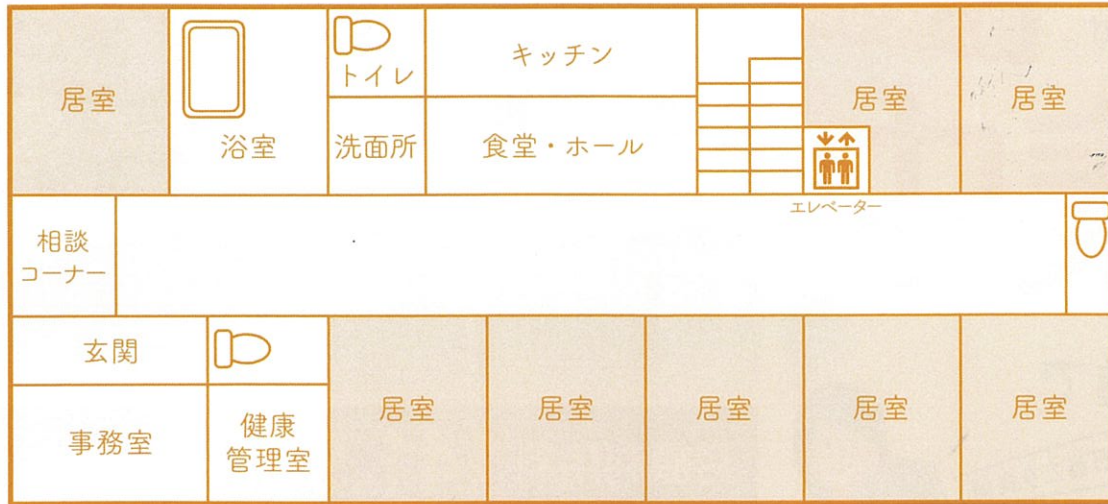 居室
浴室
トイレ
洗面所
キッチン
食堂・ホール
居室
居室
エレベーター
相談
コーナー
玄関
事務室
健康
管理室
居室
居室
居室
居室
居室